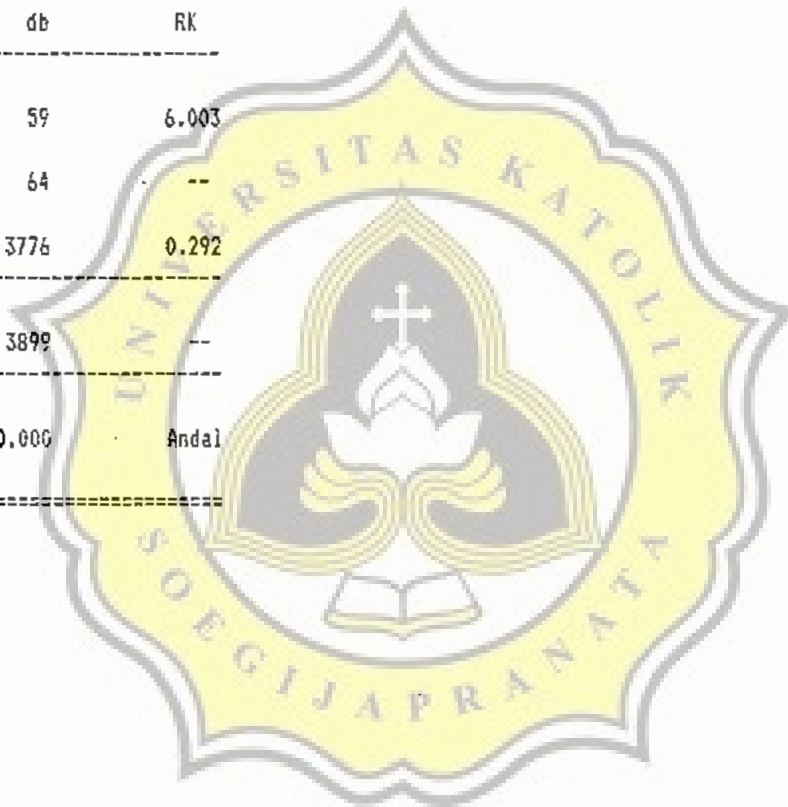 db RK
59 6.003
64 --
3776 0.292
3899 --
0.000 Andal
UNIVERSITAS KATOLIK
SOEGIJAPRANATA